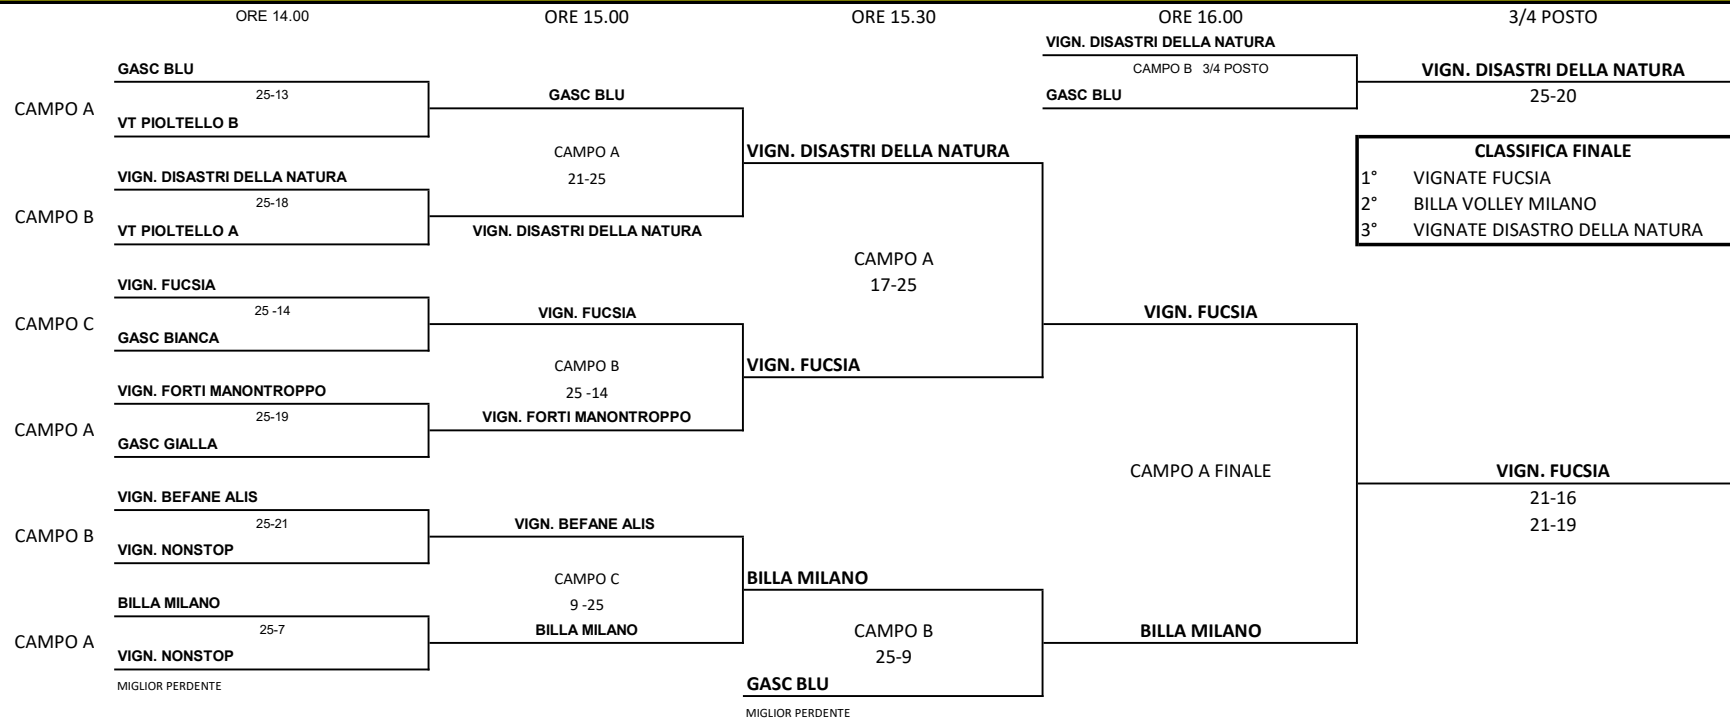 ORE 14.00
ORE 15.00
ORE 15.30
ORE 16.00
3/4 POSTO
VIGN. DISASTRI DELLA NATURA
CAMPO B 3/4 POSTO
GASC BLU
VIGN. DISASTRI DELLA NATURA
25-20
CAMPO A
GASC BLU
25-13
VT PIOLTELLO B
CAMPO B
VIGN. DISASTRI DELLA NATURA
25-18
VT PIOLTELLO A
CAMPO C
VIGN. FUCSIA
25 -14
GASC BIANCA
CAMPO A
VIGN. FORTI MANONTROPPO
25-19
GASC GIALLA
CAMPO B
VIGN. BEFANE ALIS
25-21
VIGN. NONSTOP
CAMPO A
BILLA MILANO
25-7
VIGN. NONSTOP
MIGLIOR PERDENTE
GASC BLU
CAMPO A
21-25
VIGN. DISASTRI DELLA NATURA
VIGN. FUCSIA
CAMPO B
25 -14
VIGN. FORTI MANONTROPPO
VIGN. BEFANE ALIS
CAMPO C
9 -25
BILLA MILANO
VIGN. DISASTRI DELLA NATURA
CAMPO A
17-25
VIGN. FUCSIA
BILLA MILANO
CAMPO B
25-9
GASC BLU
MIGLIOR PERDENTE
VIGN. FUCSIA
CAMPO A FINALE
BILLA MILANO
CLASSIFICA FINALE
1° VIGNATE FUCSIA
2° BILLA VOLLEY MILANO
3° VIGNATE DISASTRO DELLA NATURA
VIGN. FUCSIA
21-16
21-19